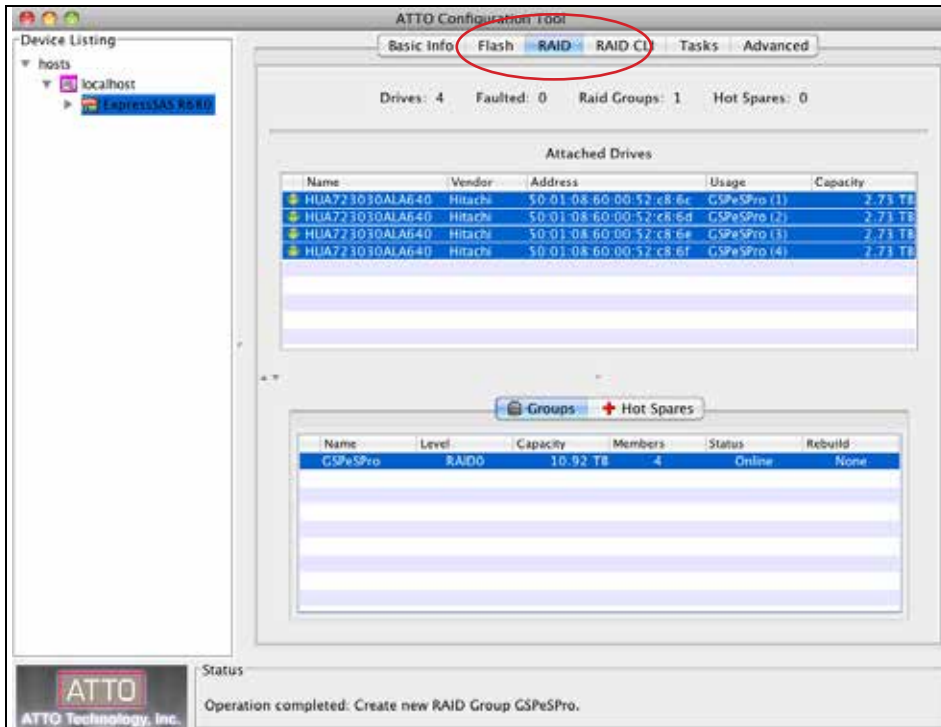 ATTO Configuration Tool
Device Listing
hosts
localhost
ExpressSAS R680
Basic Info Flash RAID RAID CLI Tasks Advanced
Drives: 4 Faulted: 0 Raid Groups: 1 Hot Spares: 0
Attached Drives
Name Vendor Address Usage Capacity
HUA723030ALA640 Hitachi 50:01:08:60:00:52:c8:6c GSPeSPro (1) 2.73 TB
HUA723030ALA640 Hitachi 50:01:08:60:00:52:c8:6d GSPeSPro (2) 2.73 TB
HUA723030ALA640 Hitachi 50:01:08:60:00:52:c8:6e GSPeSPro (3) 2.73 TB
HUA723030ALA640 Hitachi 50:01:08:60:00:52:c8:6f GSPeSPro (4) 2.73 TB
Groups Hot Spares
Name Level Capacity Members Status Rebuild
GSPeSPro RAID0 10.92 TB 4 Online None
ATTO
ATTO Technology, Inc.
Status
Operation completed: Create new RAID Group GSPeSPro.